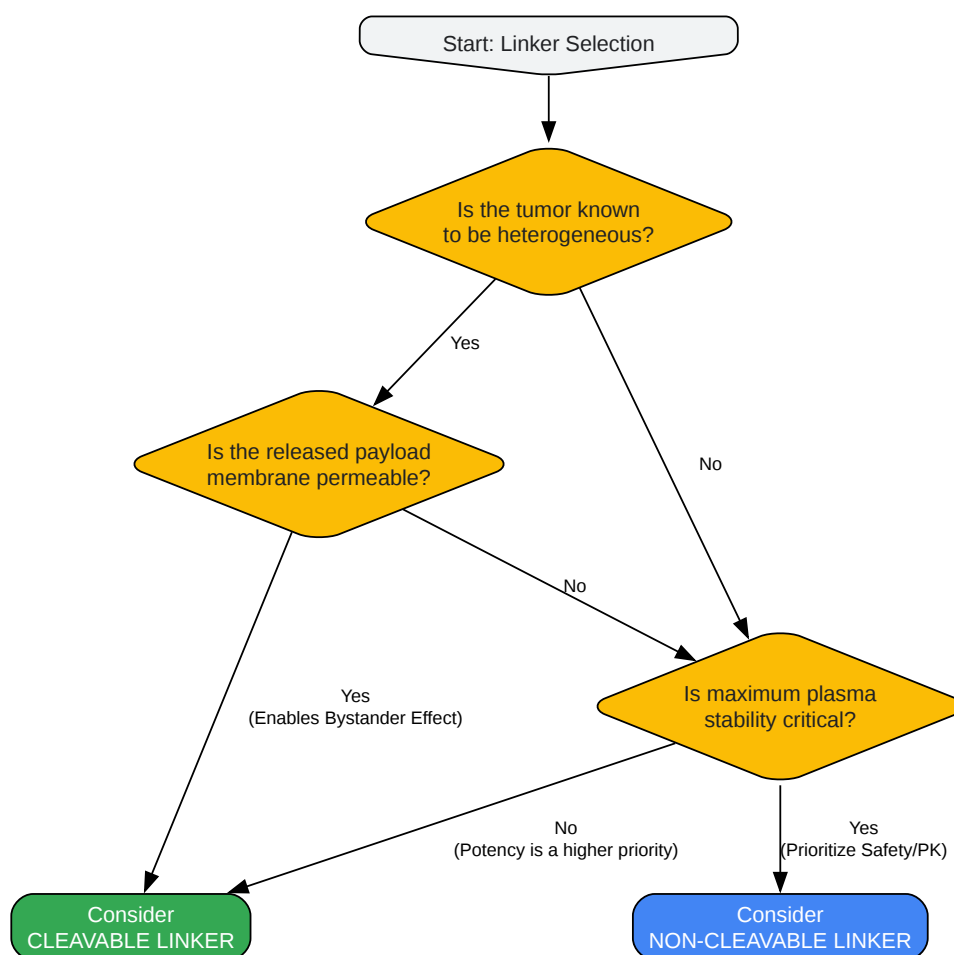 Start: Linker Selection
Is the tumor known
to be heterogeneous?
Yes
Is the released payload
membrane permeable?
No
No
Is maximum plasma
stability critical?
Yes
(Enables Bystander Effect)
No
(Potency is a higher priority)
Yes
(Prioritize Safety/PK)
Consider
CLEAVABLE LINKER
Consider
NON-CLEAVABLE LINKER